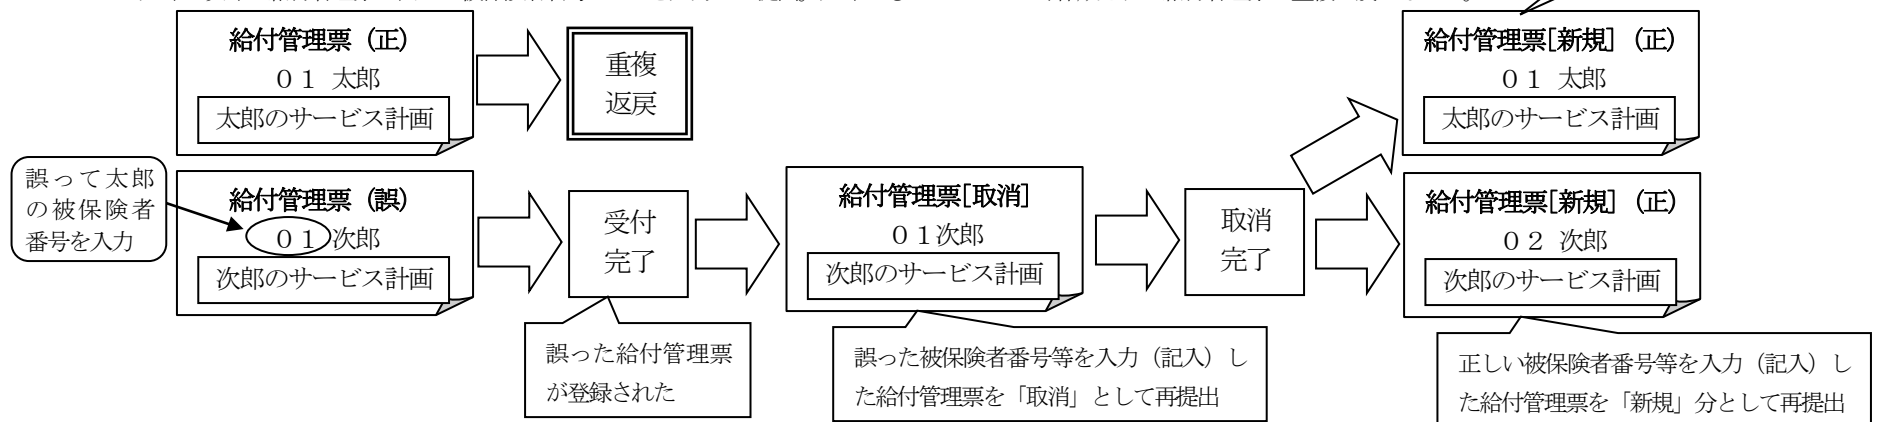 給付管理票（正）
０１ 太郎
太郎のサービス計画
重複
返戻
給付管理票[新規]（正）
０１ 太郎
太郎のサービス計画
誤って太郎
の被保険者
番号を入力
給付管理票（誤）
０１次郎
次郎のサービス計画
受付
完了
給付管理票[取消]
０１次郎
次郎のサービス計画
取消
完了
給付管理票[新規]（正）
０２ 次郎
次郎のサービス計画
誤った給付管理票
が登録された
誤った被保険者番号等を入力（記入）し
た給付管理票を「取消」として再提出
正しい被保険者番号等を入力（記入）し
た給付管理票を「新規」分として再提出